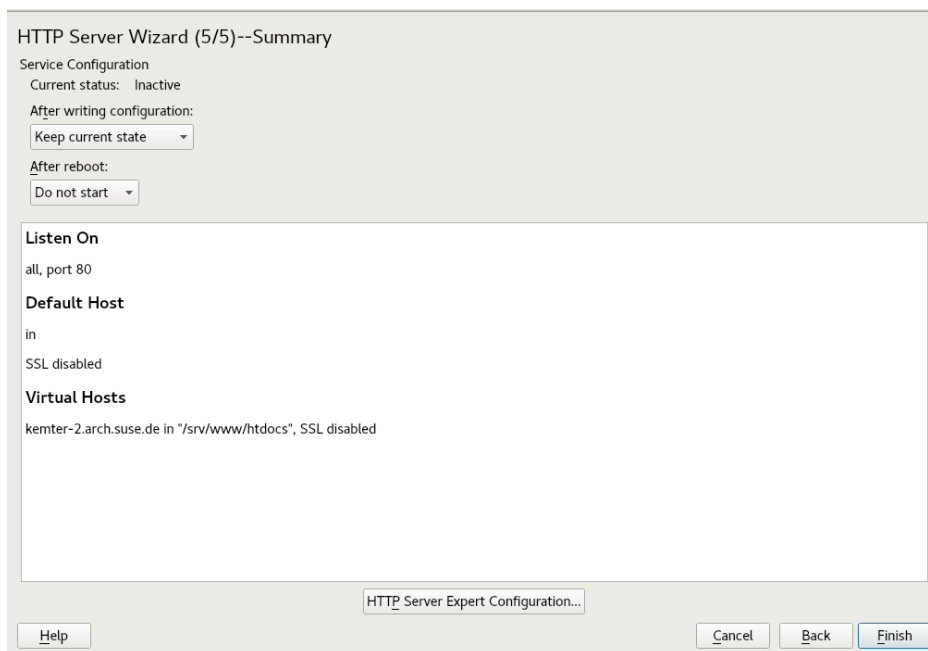 HTTP Server Wizard (5/5)--Summary
Service Configuration
Current status: Inactive
After writing configuration:
Keep current state
After reboot:
Do not start
Listen On
all, port 80
Default Host
in
SSL disabled
Virtual Hosts
kemter-2.arch.suse.de in "/srv/www/htdocs", SSL disabled
HTTP Server Expert Configuration...
Help Cancel Back Finish